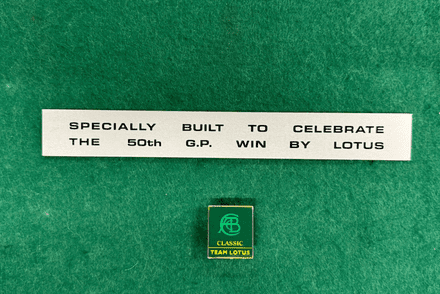 SPECIALLY BUILT TO CELEBRATE
THE 50th G.P. WIN BY LOTUS
CLASSIC
TEAM LOTUS